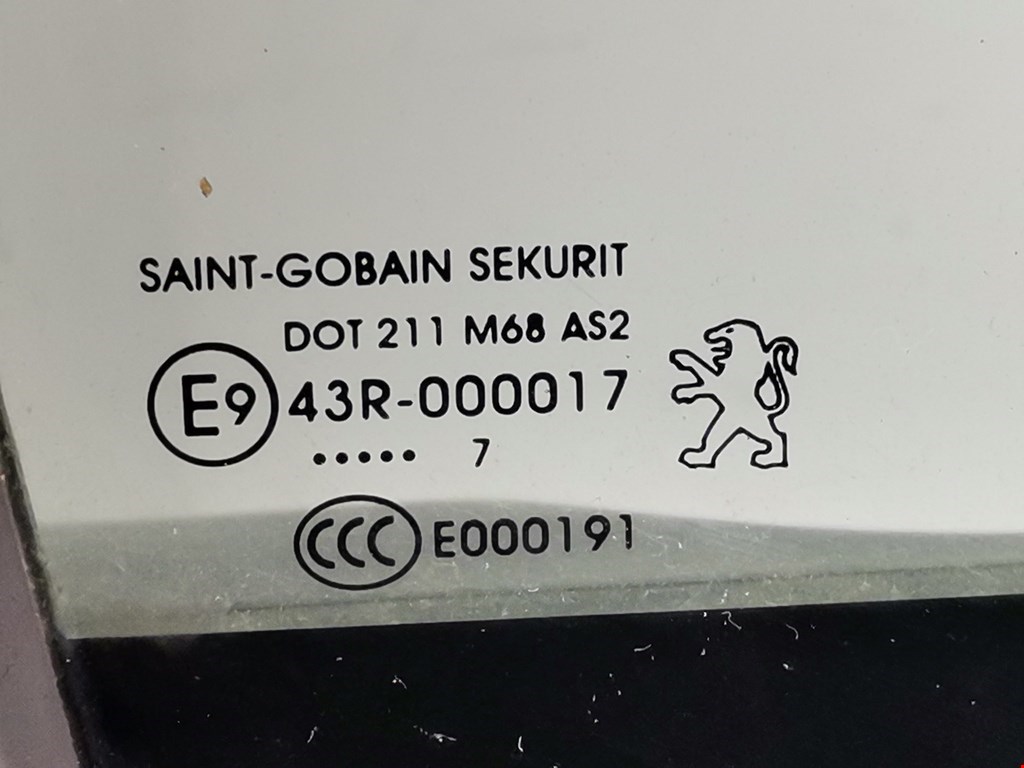 SAINT-GOBAIN SEKURIT
DOT 211 M68 AS2
E9 43R-000017
..... 7
CCC E000191